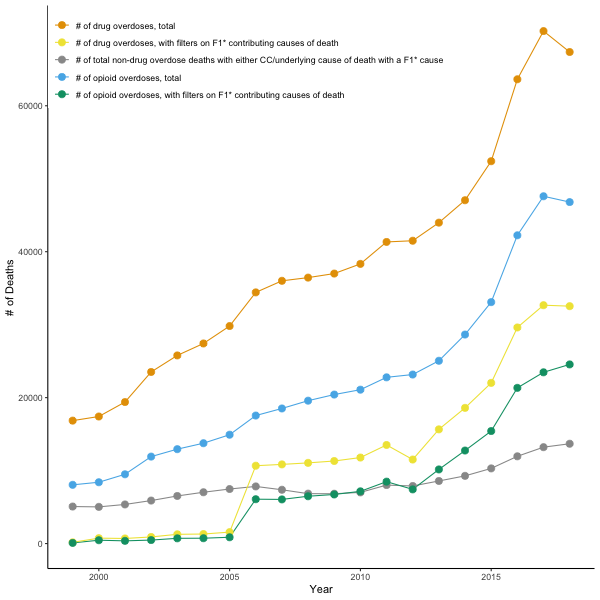 # of drug overdoses, total
# of drug overdoses, with filters on F1* contributing causes of death
# of total non-drug overdose deaths with either CC/underlying cause of death with a F1* cause
# of opioid overdoses, total
# of opioid overdoses, with filters on F1* contributing causes of death
60000
40000
20000
0
# of Deaths
2000
2005
2010
2015
Year